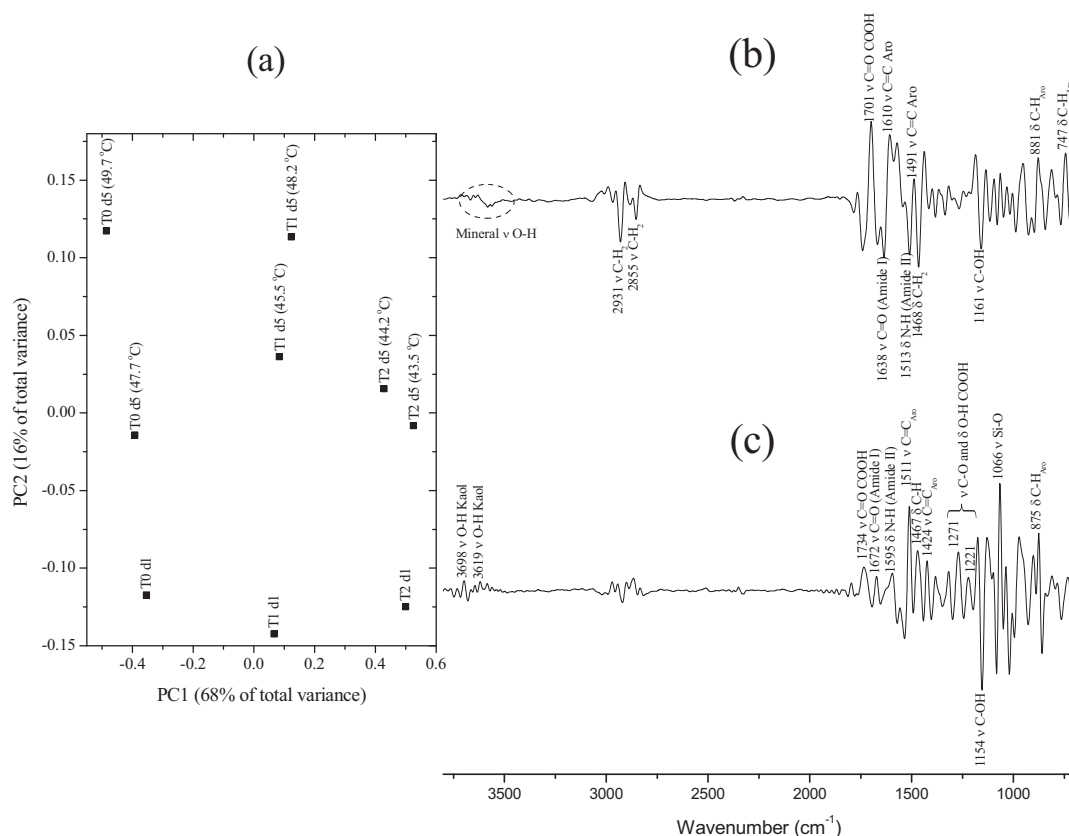 (a)
PC2 (16% of total variance)
0.15
0.10
0.05
0.00
-0.05
-0.10
-0.15
T0 d5 (49.7 °C)
T1 d5 (48.2 °C)
T1 d5 (45.5 °C)
T2 d5 (44.2 °C)
T2 d5 (43.5 °C)
T0 d5 (47.7 °C)
T0 d1
T1 d1
T2 d1
-0.4
-0.2
0.0
0.2
0.4
0.6
PC1 (68% of total variance)
(b)
Mineral ν O-H
2931 ν C-H2
2855 ν C-H2
1701 ν C=O COOH
1610 ν C=C Aro
1491 ν C=C Aro
1638 ν C=O (Amide I)
1513 δ N-H (Amide II)
1468 δ C-H2
1161 ν C-OH
881 δ C-HAro
747 δ C-HAro
(c)
3698 ν O-H Kaol
3619 ν O-H Kaol
1734 ν C=O COOH
1672 ν C=O (Amide I)
1595 δ N-H (Amide II)
1511 ν C=CAro
1467 δ C-H
1424 ν C=CAro
ν C-O and δ O-H COOH
1271
1221
1154 ν C-OH
1066 ν Si-O
875 δ C-HAro
3500
3000
2500
2000
1500
1000
Wavenumber (cm-1)